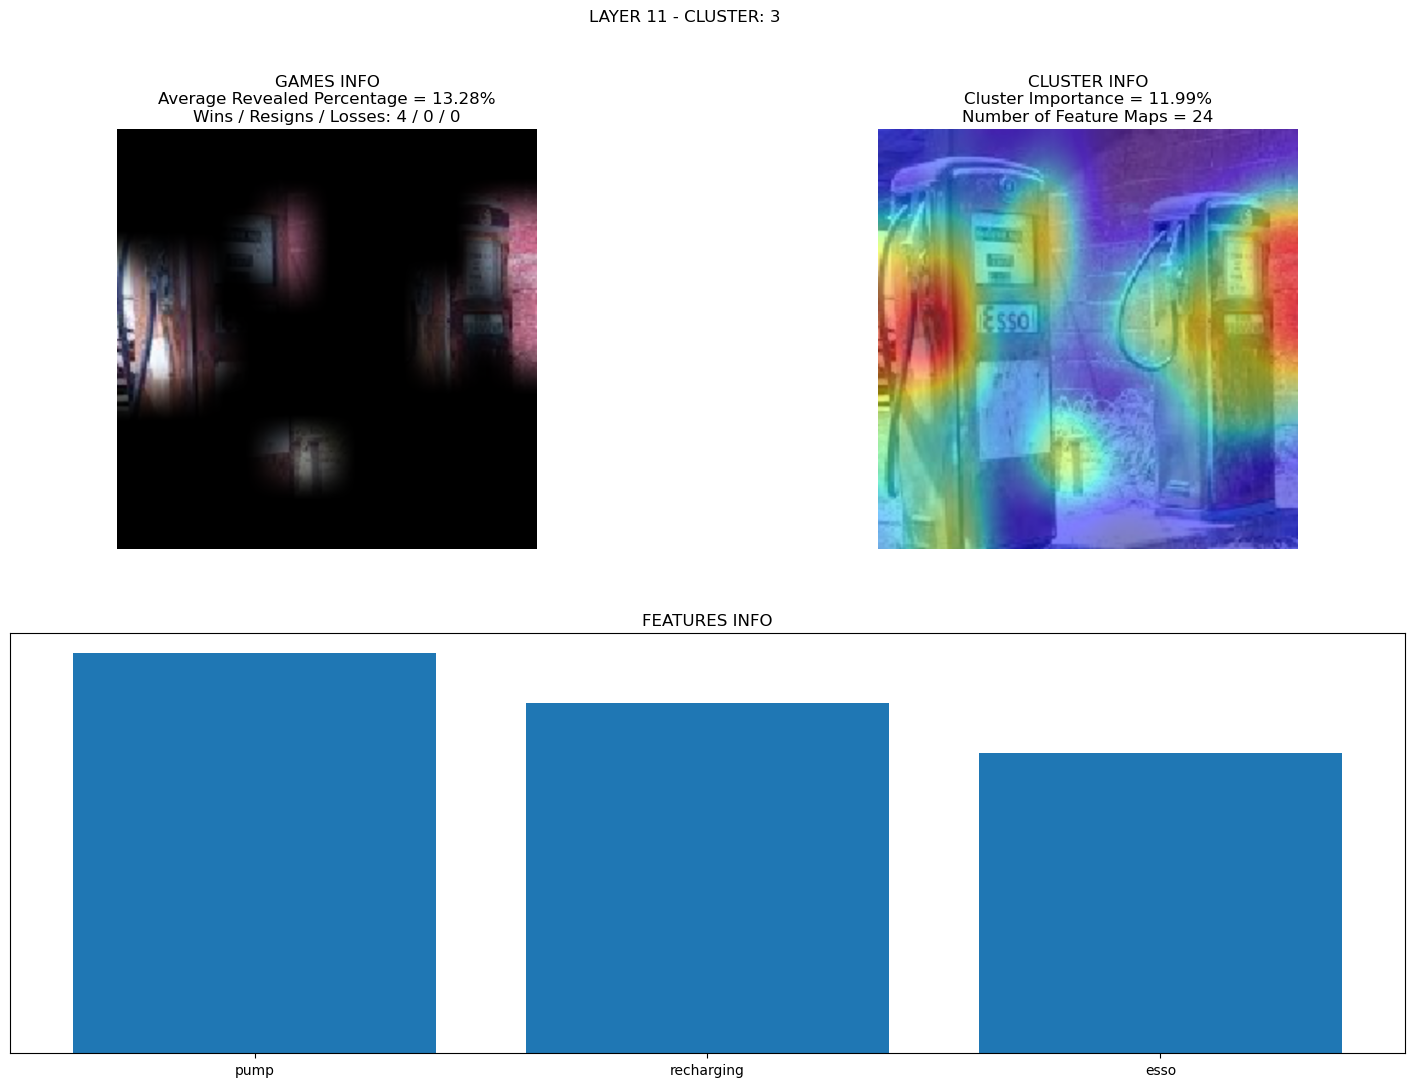 LAYER 11 - CLUSTER: 3
GAMES INFO
Average Revealed Percentage = 13.28%
Wins / Resigns / Losses: 4 / 0 / 0
CLUSTER INFO
Cluster Importance = 11.99%
Number of Feature Maps = 24
ESSO
FEATURES INFO
pump
recharging
esso